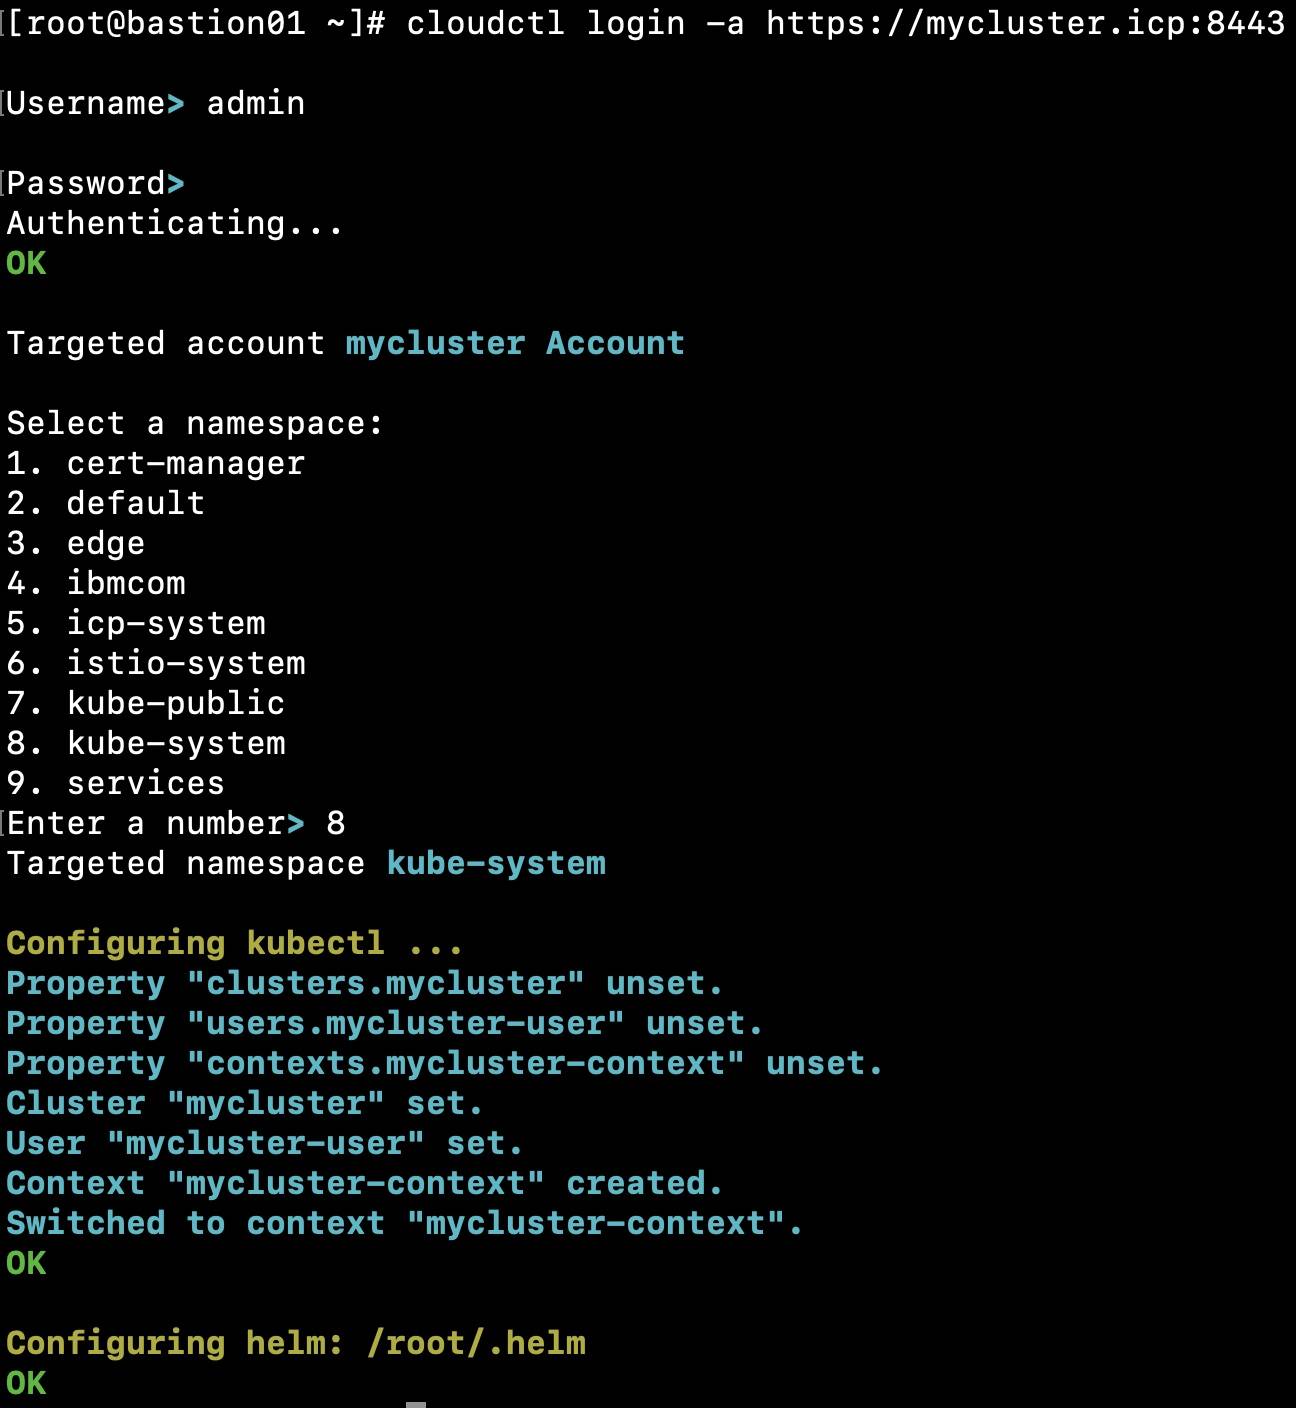 [root@bastion01 ~]# cloudctl login -a https://mycluster.icp:8443
Username> admin
Password>
Authenticating...
OK
Targeted account mycluster Account
Select a namespace:
1. cert-manager
2. default
3. edge
4. ibmcom
5. icp-system
6. istio-system
7. kube-public
8. kube-system
9. services
Enter a number> 8
Targeted namespace kube-system
Configuring kubectl ...
Property "clusters.mycluster" unset.
Property "users.mycluster-user" unset.
Property "contexts.mycluster-context" unset.
Cluster "mycluster" set.
User "mycluster-user" set.
Context "mycluster-context" created.
Switched to context "mycluster-context".
OK
Configuring helm: /root/.helm
OK